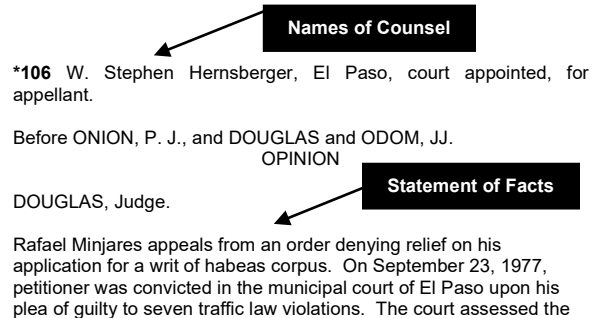 Names of Counsel
*106 W. Stephen Hernsberger, El Paso, court appointed, for
appellant.
Before ONION, P. J., and DOUGLAS and ODOM, JJ.
OPINION
Statement of Facts
DOUGLAS, Judge.
Rafael Minjares appeals from an order denying relief on his
application for a writ of habeas corpus. On September 23, 1977,
petitioner was convicted in the municipal court of El Paso upon his
plea of guilty to seven traffic law violations. The court assessed the